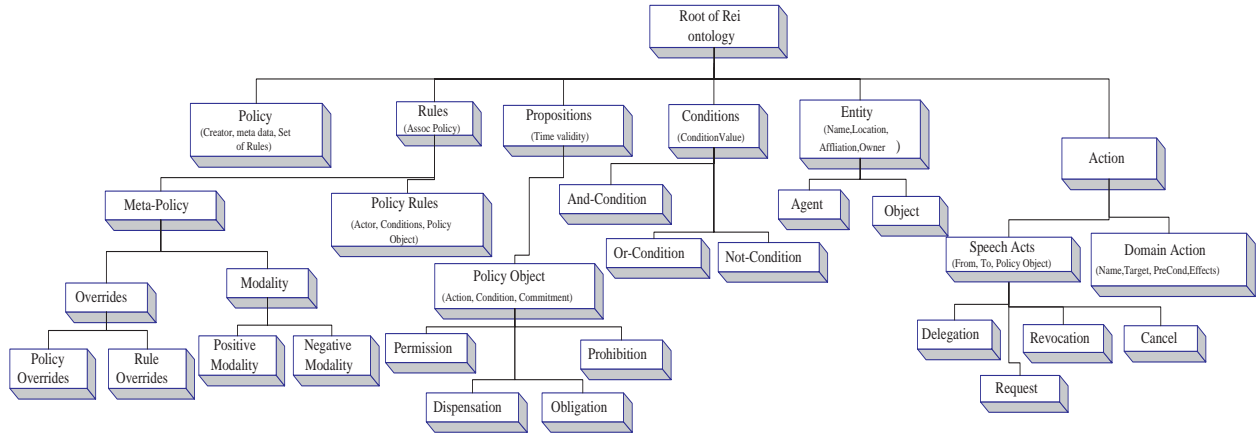 Root of Rei
ontology
Policy
(Creator, meta data, Set
of Rules)
Rules
(Assoc Policy)
Propositions
(Time validity)
Conditions
(ConditionValue)
Entity
(Name,Location,
Affliation,Owner )
Action
Meta-Policy
Policy Rules
(Actor, Conditions, Policy
Object)
And-Condition
Agent
Object
Or-Condition
Not-Condition
Speech Acts
(From, To, Policy Object)
Domain Action
(Name,Target, PreCond,Effects)
Overrides
Modality
Policy Object
(Action, Condition, Commitment)
Policy
Overrides
Rule
Overrides
Positive
Modality
Negative
Modality
Permission
Prohibition
Delegation
Revocation
Cancel
Dispensation
Obligation
Request